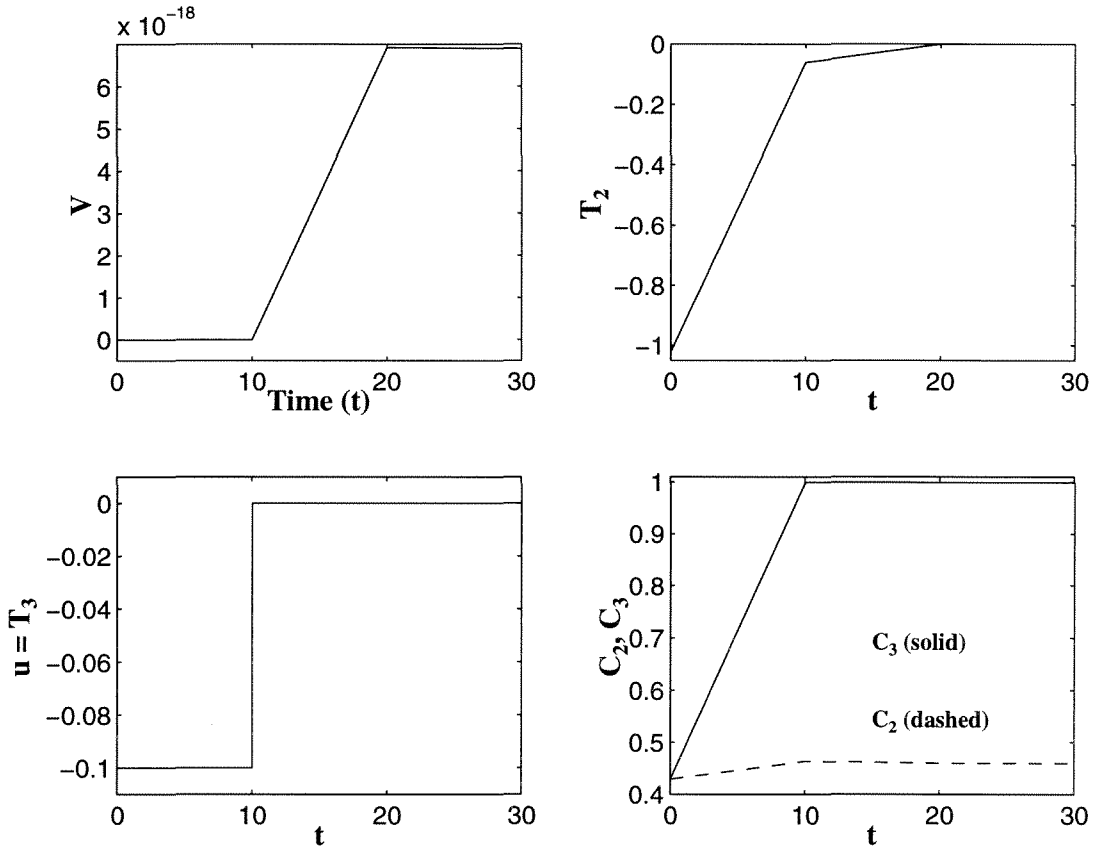 x 10⁻¹⁸
6
5
4
3
2
1
0
V
0 10 20 30
Time (t)
0
−0.2
−0.4
−0.6
−0.8
−1
T₂
0 10 20 30
t
0
−0.02
−0.04
−0.06
−0.08
−0.1
u = T₃
0 10 20 30
t
1
0.9
0.8
0.7
0.6
0.5
0.4
C₂, C₃
C₃ (solid)
C₂ (dashed)
0 10 20 30
t